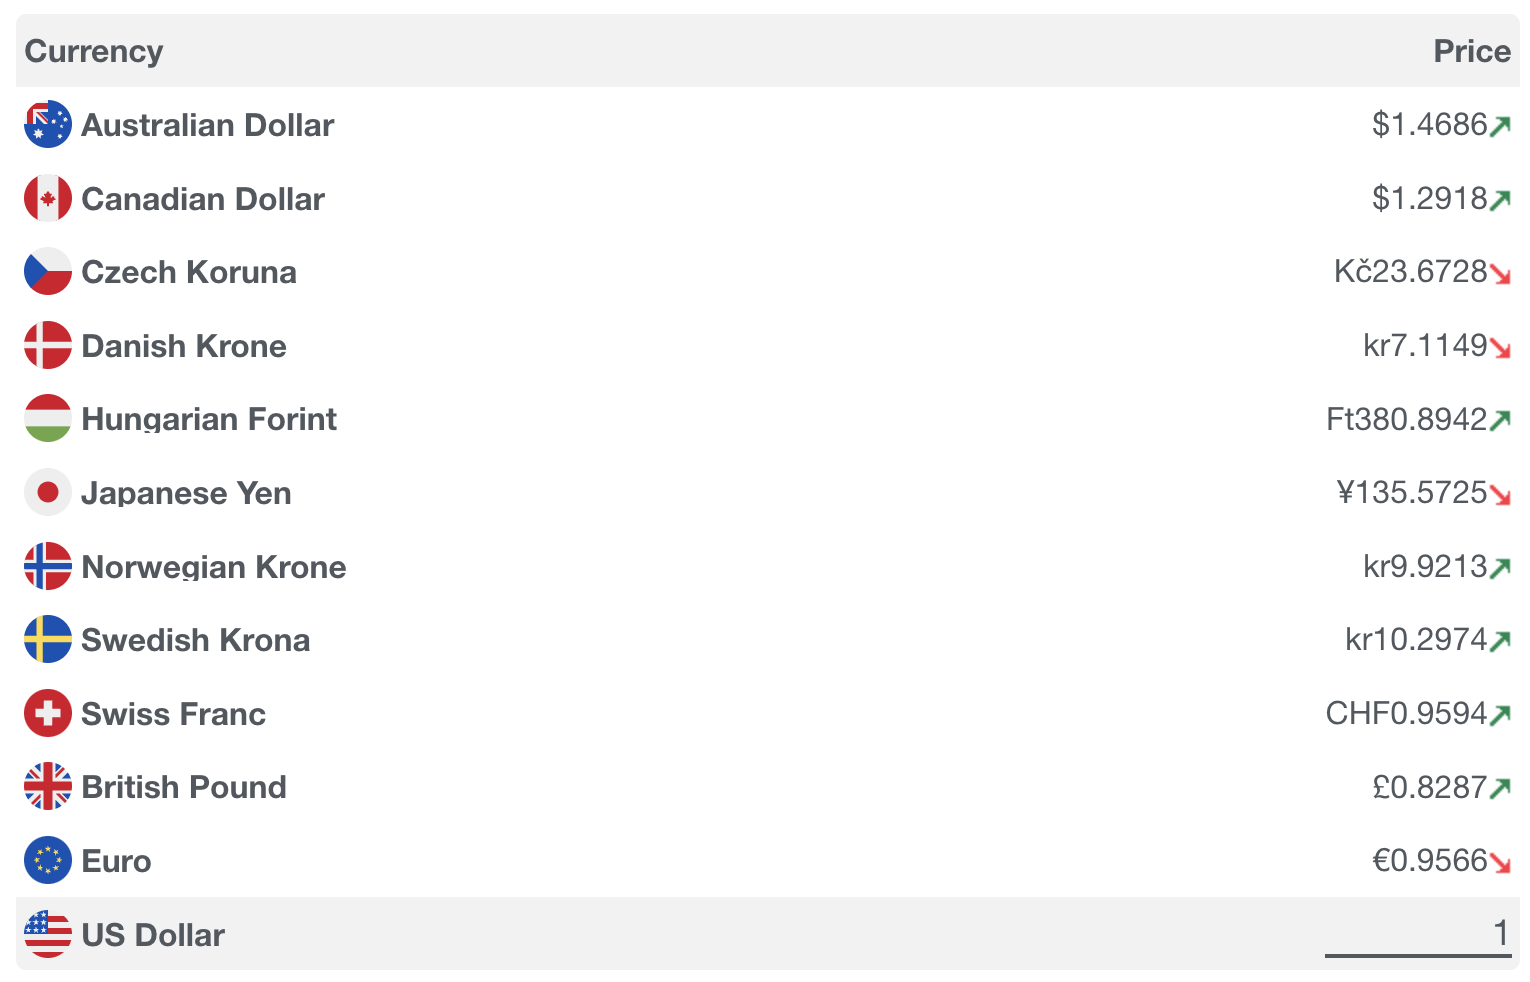 Currency Price
Australian Dollar $1.4686
Canadian Dollar $1.2918
Czech Koruna Kč23.6728
Danish Krone kr7.1149
Hungarian Forint Ft380.8942
Japanese Yen ¥135.5725
Norwegian Krone kr9.9213
Swedish Krona kr10.2974
Swiss Franc CHF0.9594
British Pound £0.8287
Euro €0.9566
US Dollar 1